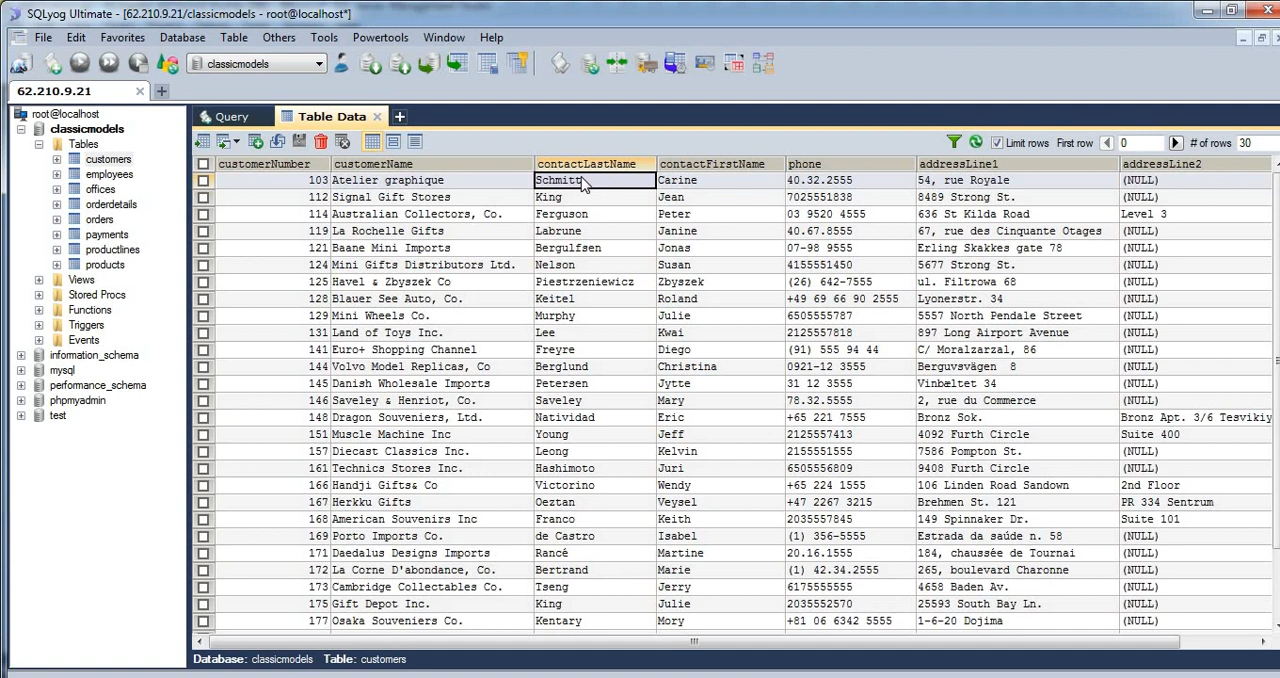 SQLyog Ultimate - [62.210.9.21/classicmodels - root@localhost*]
File Edit Favorites Database Table Others Tools Powertools Window Help
classicmodels
62.210.9.21
root@localhost
classicmodels
Tables
customers
employees
offices
orderdetails
orders
payments
productlines
products
Views
Stored Procs
Functions
Triggers
Events
information_schema
mysql
perfomance_schema
phpmyadmin
test
Query Table Data
Limit rows First row 0 # of rows 30
customerNumber customerName contactLastName contactFirstName phone addressLine1 addressLine2
103 Atelier graphique Schmitt Carine 40.32.2555 54, rue Royale (NULL)
112 Signal Gift Stores King Jean 7025551838 8489 Strong St. (NULL)
114 Australian Collectors, Co. Ferguson Peter 03 9520 4555 636 St Kilda Road Level 3
119 La Rochelle Gifts Labrune Janine 40.67.8555 67, rue des Cinquante Otages (NULL)
121 Baane Mini Imports Bergulfsen Jonas 07-98 9555 Erling Skakkes gate 78 (NULL)
124 Mini Gifts Distributors Ltd. Nelson Susan 4155551450 5677 Strong St. (NULL)
125 Havel & Zbyszek Co Piestrzeniewicz Zbyszek (26) 642-7555 ul. Filtrowa 68 (NULL)
128 Blauer See Auto, Co. Keitel Roland +49 69 66 90 2555 Lyonerstr. 34 (NULL)
129 Mini Wheels Co. Murphy Julie 6505555787 5557 North Pendale Street (NULL)
131 Land of Toys Inc. Lee Kwai 2125557818 897 Long Airport Avenue (NULL)
141 Euro+ Shopping Channel Freyre Diego (91) 555 94 44 C/ Moralzarzal, 86 (NULL)
144 Volvo Model Replicas, Co Berglund Christina 0921-12 3555 Berguvsvägen 8 (NULL)
145 Danish Wholesale Imports Petersen Jytte 31 12 3555 Vinbæltet 34 (NULL)
146 Saveley & Henriot, Co. Saveley Mary 78.32.5555 2, rue du Commerce (NULL)
148 Dragon Souveniers, Ltd. Natividad Eric +65 221 7555 Bronz Sok. Bronz Apt. 3/6 Tesvikiy
151 Muscle Machine Inc Young Jeff 2125557413 4092 Furth Circle Suite 400
157 Diecast Classics Inc. Leong Kelvin 2155551555 7586 Pompton St. (NULL)
161 Technics Stores Inc. Hashimoto Juri 6505556809 9408 Furth Circle (NULL)
166 Handji Gifts& Co Victorino Wendy +65 224 1555 106 Linden Road Sandown 2nd Floor
167 Herkku Gifts Oeztan Veysel +47 2267 3215 Brehmen St. 121 PR 334 Sentrum
168 American Souvenirs Inc Franco Keith 2035557845 149 Spinnaker Dr. Suite 101
169 Porto Imports Co. de Castro Isabel (1) 356-5555 Estrada da saúde n. 58 (NULL)
171 Daedalus Designs Imports Rancé Martine 20.16.1555 184, chaussée de Tournai (NULL)
172 La Corne D'abondance, Co. Bertrand Marie (1) 42.34.2555 265, boulevard Charonne (NULL)
173 Cambridge Collectables Co. Tseng Jerry 6175555555 4658 Baden Av. (NULL)
175 Gift Depot Inc. King Julie 2035552570 25593 South Bay Ln. (NULL)
177 Osaka Souveniers Co. Kentary Mory +81 06 6342 5555 1-6-20 Dojima (NULL)
Database: classicmodels Table: customers